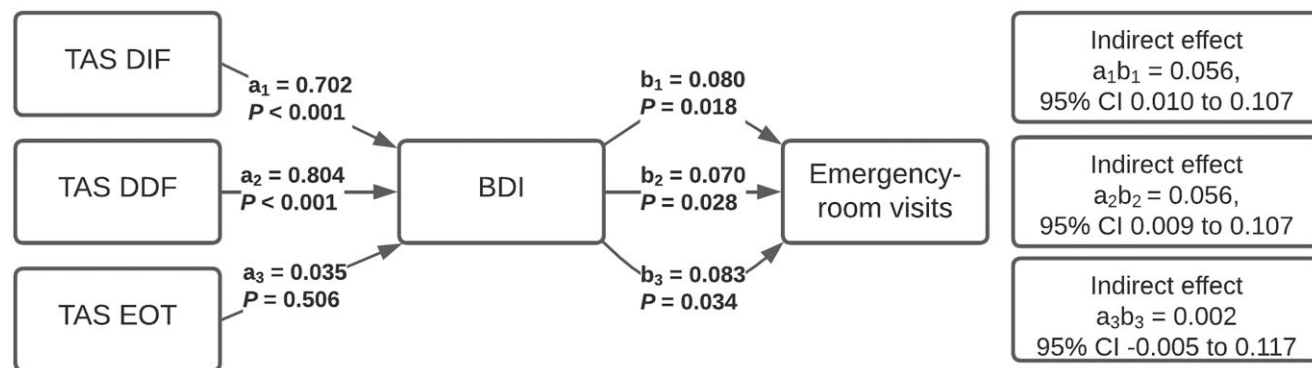 TAS DIF
a₁ = 0.702
P < 0.001
b₁ = 0.080
P = 0.018
Indirect effect
a₁b₁ = 0.056,
95% CI 0.010 to 0.107
TAS DDF
a₂ = 0.804
P < 0.001
BDI
b₂ = 0.070
P = 0.028
Emergency-
room visits
Indirect effect
a₂b₂ = 0.056,
95% CI 0.009 to 0.107
TAS EOT
a₃ = 0.035
P = 0.506
b₃ = 0.083
P = 0.034
Indirect effect
a₃b₃ = 0.002
95% CI -0.005 to 0.117